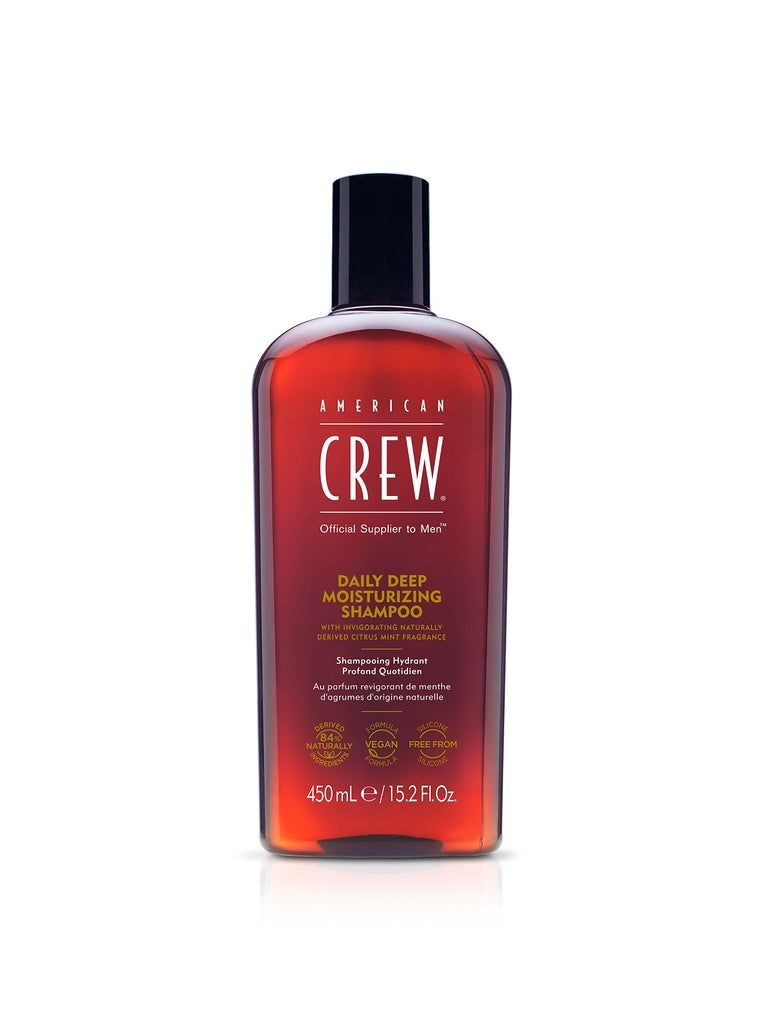 AMERICAN
CREW®
Official Supplier to Men™
DAILY DEEP
MOISTURIZING
SHAMPOO
WITH INVIGORATING NATURALLY
DERIVED CITRUS MINT FRAGRANCE
Shampooing Hydrant
Profond Quotidien
Au parfum revigorant de menthe
d'agrumes d'origine naturelle
DERIVED
84%
NATURALLY
INGREDIENTS
FORMULA
VEGAN
FORMULA
SILICONE
FREE FROM
SILICONE
450 mL ℮/15.2 Fl.Oz.